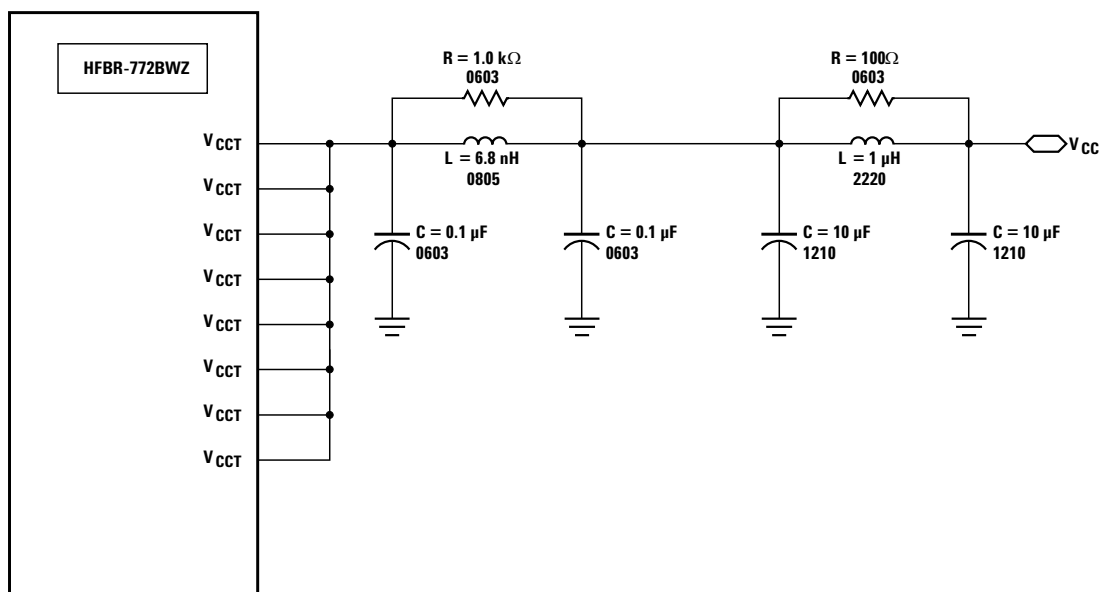 HFBR-772BWZ
R = 1.0 kΩ
0603
R = 100Ω
0603
VCCT
VCC
L = 6.8 nH
0805
L = 1 µH
2220
VCCT
VCCT
C = 0.1 µF
0603
C = 0.1 µF
0603
C = 10 µF
1210
C = 10 µF
1210
VCCT
VCCT
VCCT
VCCT
VCCT